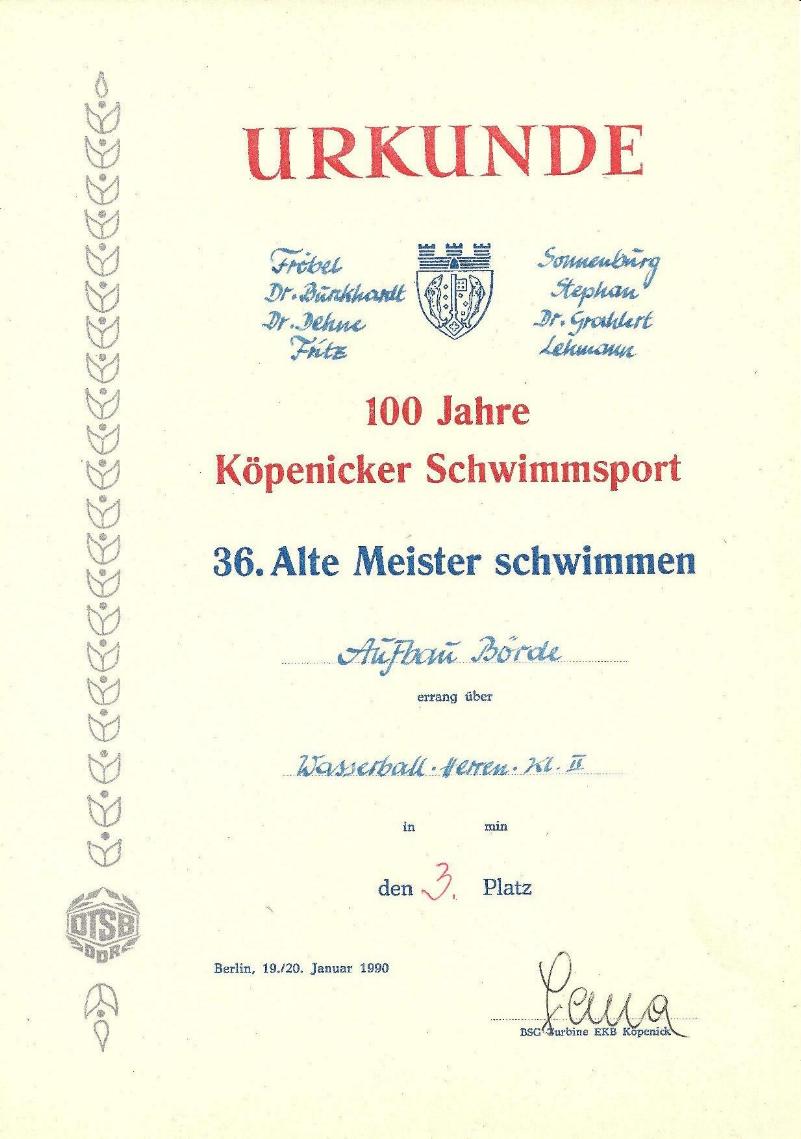 URKUNDE
Fröbel
Dr. Burkhardt
Dr. Dehne
Fritz
Sonnenburg
Stephan
Dr. Grahlert
Lehmann
100 Jahre
Köpenicker Schwimmsport
36. Alte Meister schwimmen
Aufbau Börde
errang über
Wasserball · Herren · Kl. II
in min
den 3. Platz
DTSB
DDR
Berlin, 19./20. Januar 1990
BSG Turbine EKB Köpenick